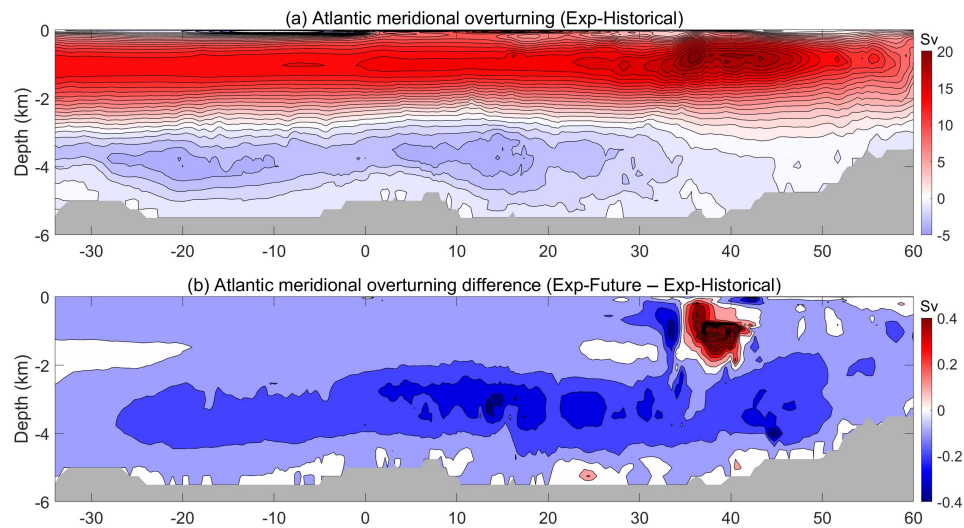 (a) Atlantic meridional overturning (Exp-Historical)
Sv
0
-2
-4
-6
Depth (km)
20
15
10
5
0
-5
-30 -20 -10 0 10 20 30 40 50 60
(b) Atlantic meridional overturning difference (Exp-Future – Exp-Historical)
Sv
0
-2
-4
-6
Depth (km)
0.4
0.2
0
-0.2
-0.4
-30 -20 -10 0 10 20 30 40 50 60